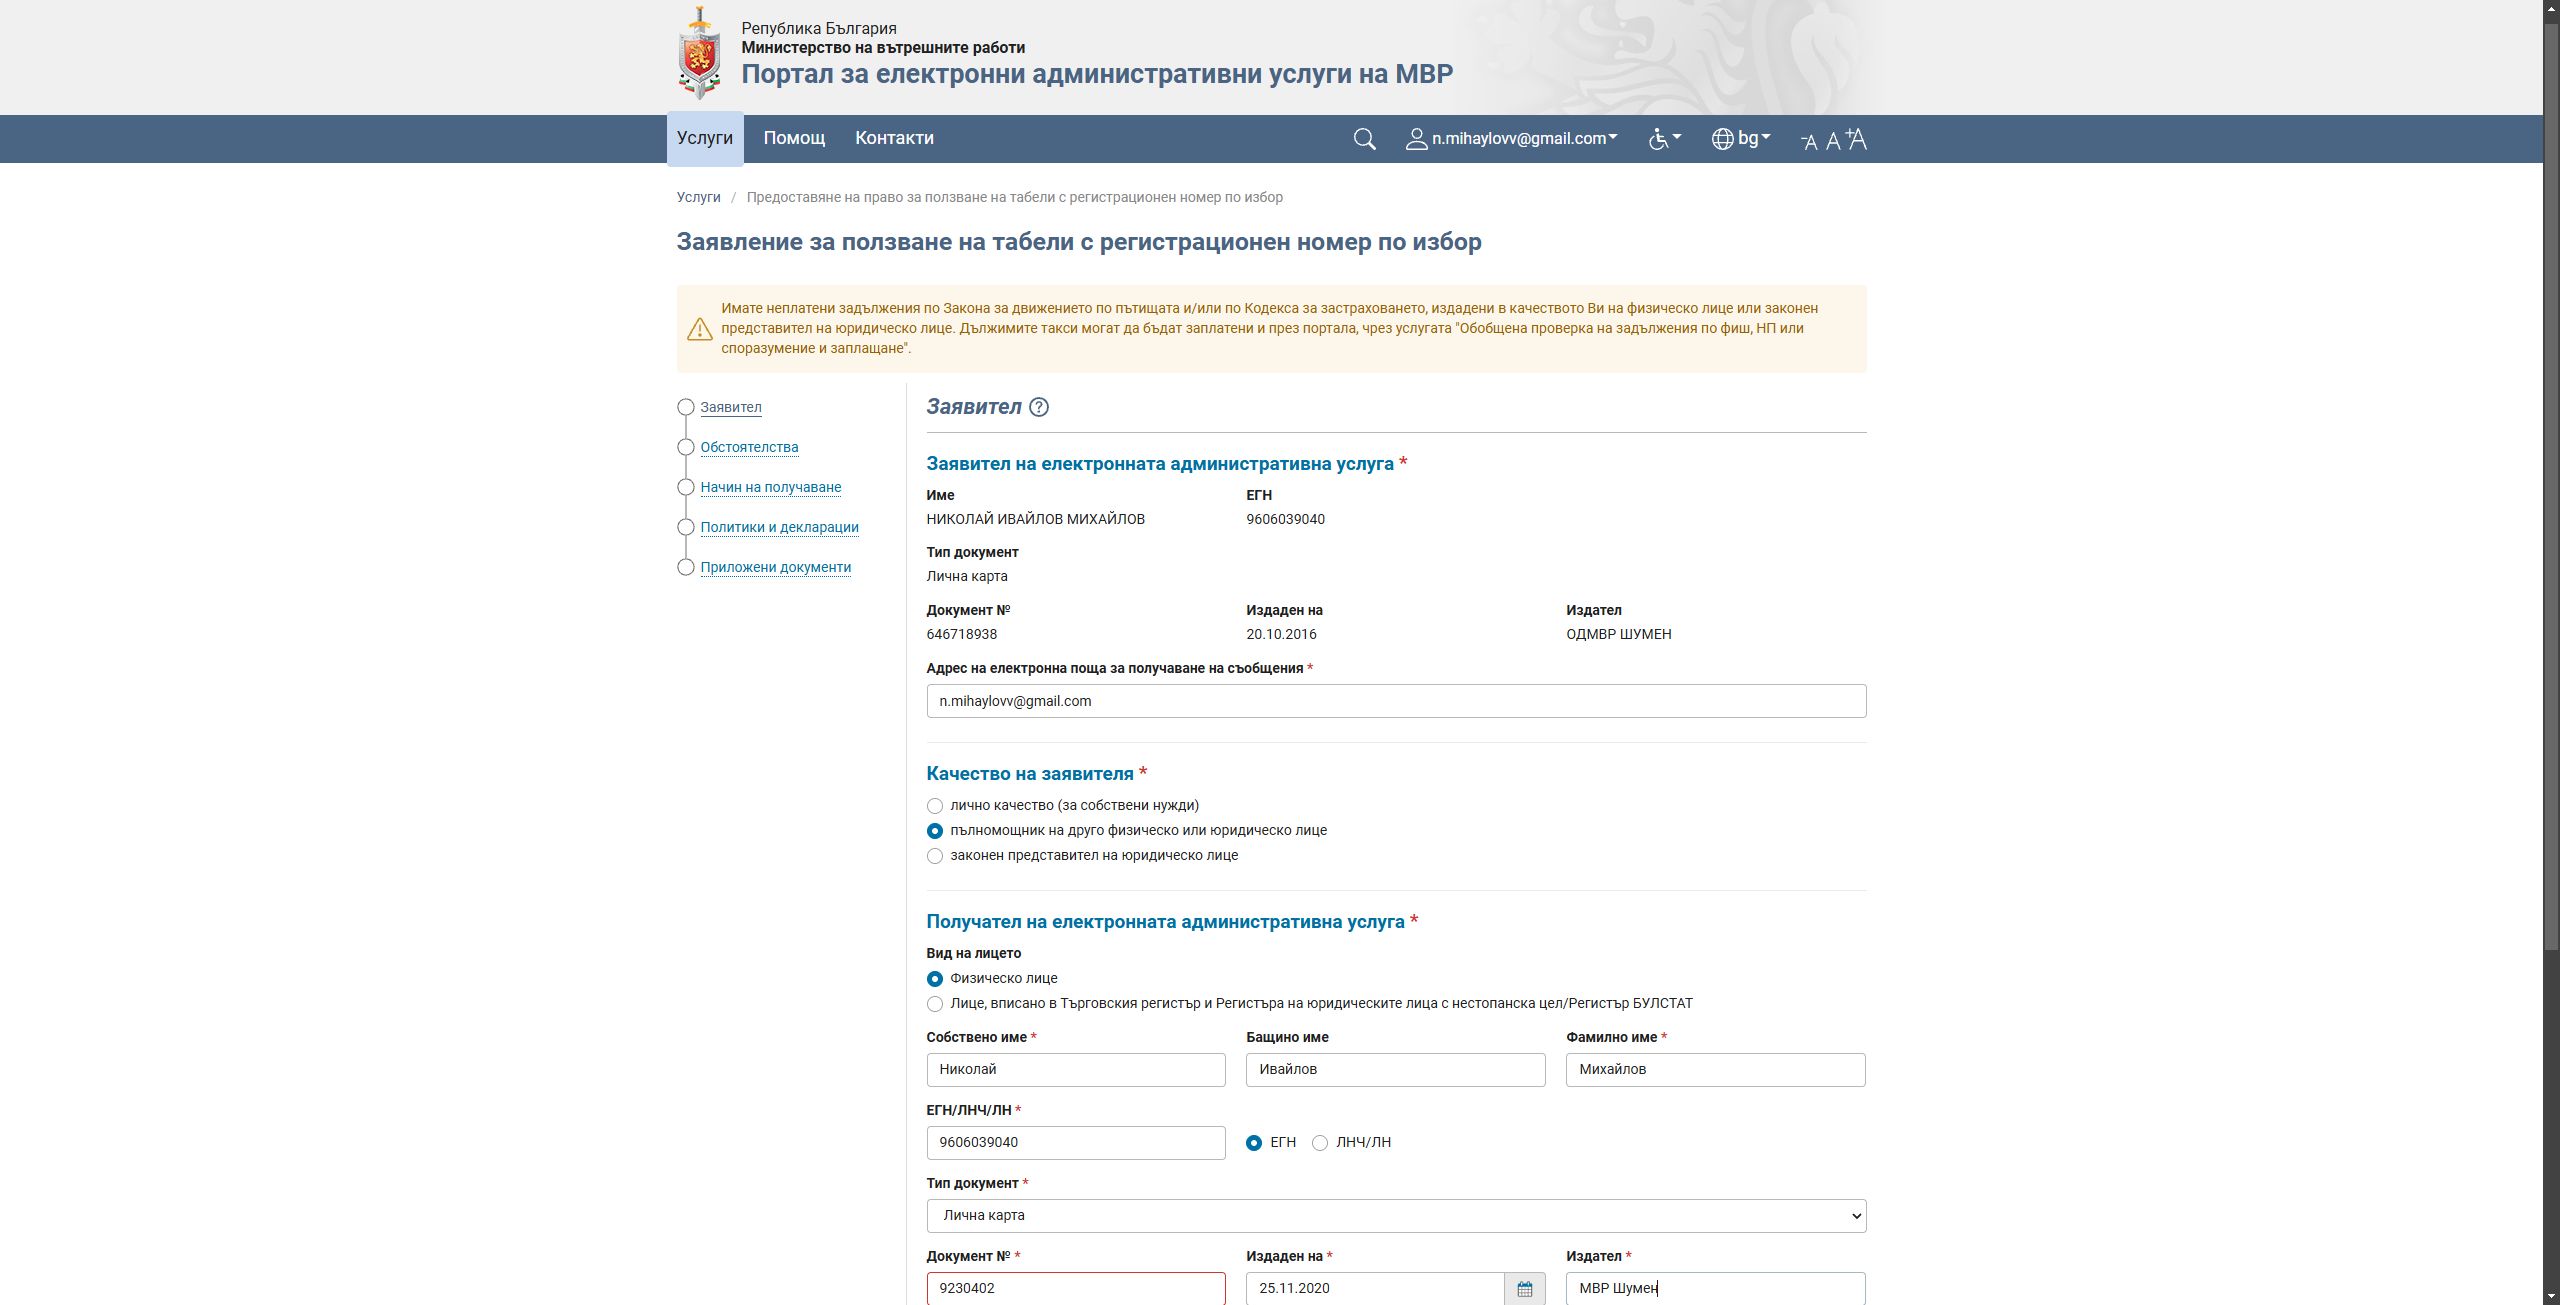 Република България
Министерство на вътрешните работи
Портал за електронни административни услуги на МВР
Услуги Помощ Контакти n.mihaylovv@gmail.com bg -A A +A
Услуги / Предоставяне на право за ползване на табели с регистрационен номер по избор
Заявление за ползване на табели с регистрационен номер по избор
Имате неплатени задължения по Закона за движението по пътищата и/или по Кодекса за застраховането, издадени в качеството Ви на физическо лице или законен
представител на юридическо лице. Дължимите такси могат да бъдат заплатени и през портала, чрез услугата "Обобщена проверка на задължения по фиш, НП или
споразумение и заплащане".
Заявител
Обстоятелства
Начин на получаване
Политики и декларации
Приложени документи
Заявител ?
Заявител на електронната административна услуга *
Име ЕГН
НИКОЛАЙ ИВАЙЛОВ МИХАЙЛОВ 9606039040
Тип документ
Лична карта
Документ № Издаден на Издател
646718938 20.10.2016 ОДМВР ШУМЕН
Адрес на електронна поща за получаване на съобщения *
n.mihaylovv@gmail.com
Качество на заявителя *
лично качество (за собствени нужди)
пълномощник на друго физическо или юридическо лице
законен представител на юридическо лице
Получател на електронната административна услуга *
Вид на лицето
Физическо лице
Лице, вписано в Търговския регистър и Регистъра на юридическите лица с нестопанска цел/Регистър БУЛСТАТ
Собствено име * Бащино име Фамилно име *
Николай Ивайлов Михайлов
ЕГН/ЛНЧ/ЛН *
9606039040 ЕГН ЛНЧ/ЛН
Тип документ *
Лична карта
Документ № * Издаден на * Издател *
9230402 25.11.2020 МВР Шумен